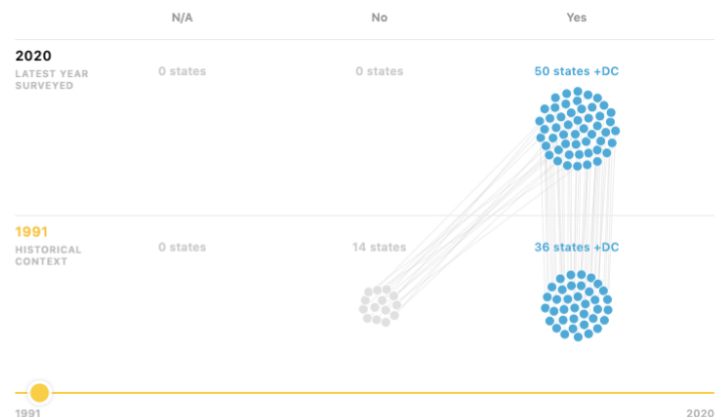 N/A No Yes
2020
LATEST YEAR
SURVEYED
0 states 0 states 50 states +DC
1991
HISTORICAL
CONTEXT
0 states 14 states 36 states +DC
1991 2020